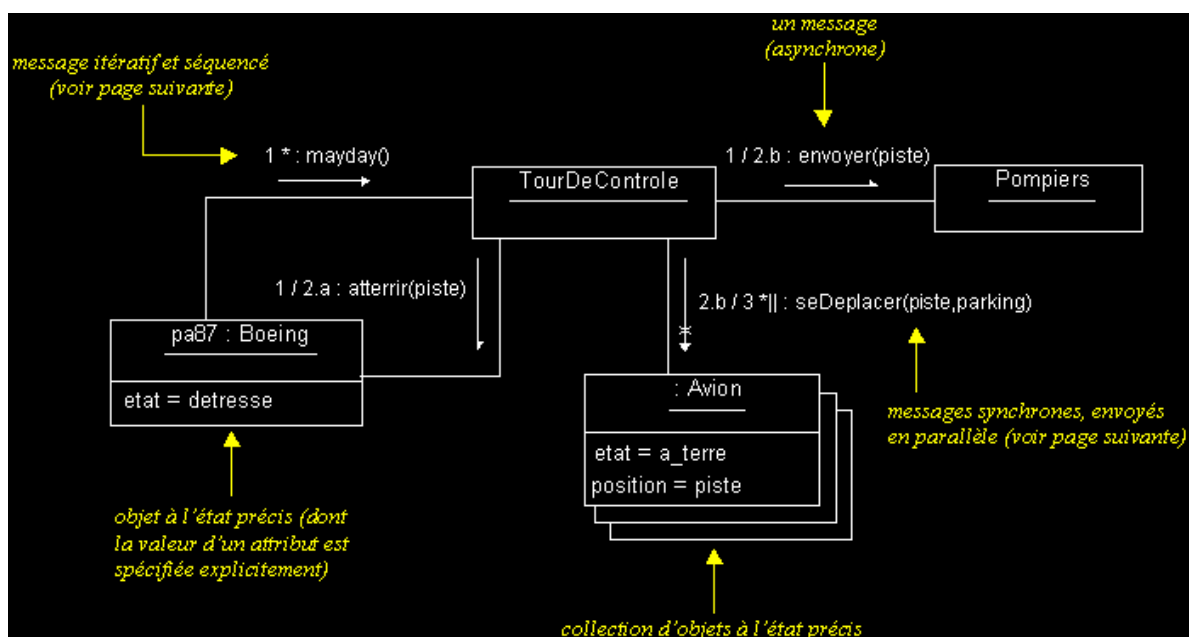 un message
(asynchrone)
message itératif et séquencé
(voir page suivante)
1 * : mayday()
1 / 2.b : envoyer(piste)
TourDeControle
Pompiers
1 / 2.a : atterrir(piste)
2.b / 3 *|| : seDeplacer(piste,parking)
pa87 : Boeing
etat = detresse
: Avion
etat = a_terre
position = piste
messages synchrones, envoyés
en parallèle (voir page suivante)
objet à l'état précis (dont
la valeur d'un attribut est
spécifiée explicitement)
collection d'objets à l'état précis